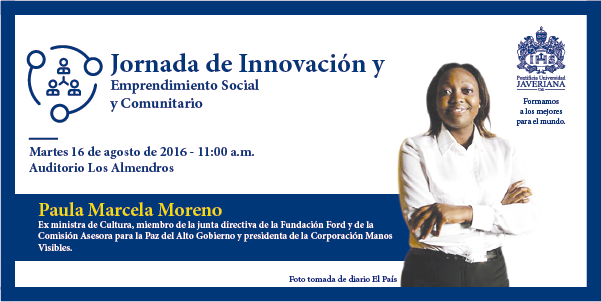 Jornada de Innovación y
Emprendimiento Social
y Comunitario
Martes 16 de agosto de 2016 - 11:00 a.m.
Auditorio Los Almendros
Pontificia Universidad
JAVERIANA
Cali
Formamos
a los mejores
para el mundo.
Paula Marcela Moreno
Ex ministra de Cultura, miembro de la junta directiva de la Fundación Ford y de la
Comisión Asesora para la Paz del Alto Gobierno y presidenta de la Corporación Manos
Visibles.
Foto tomada de diario El País